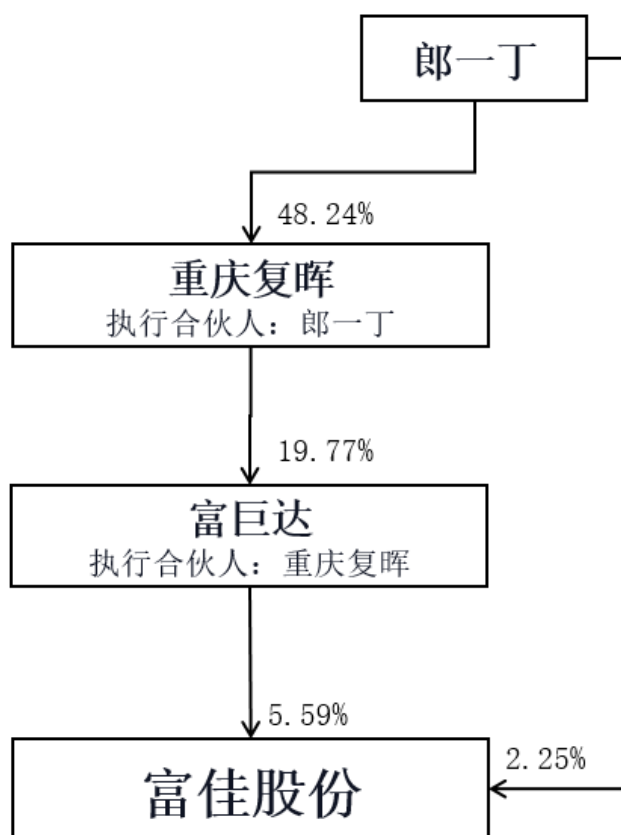 郎一丁
48.24%
重庆复晖
执行合伙人：郎一丁
19.77%
富巨达
执行合伙人：重庆复晖
5.59%
2.25%
富佳股份